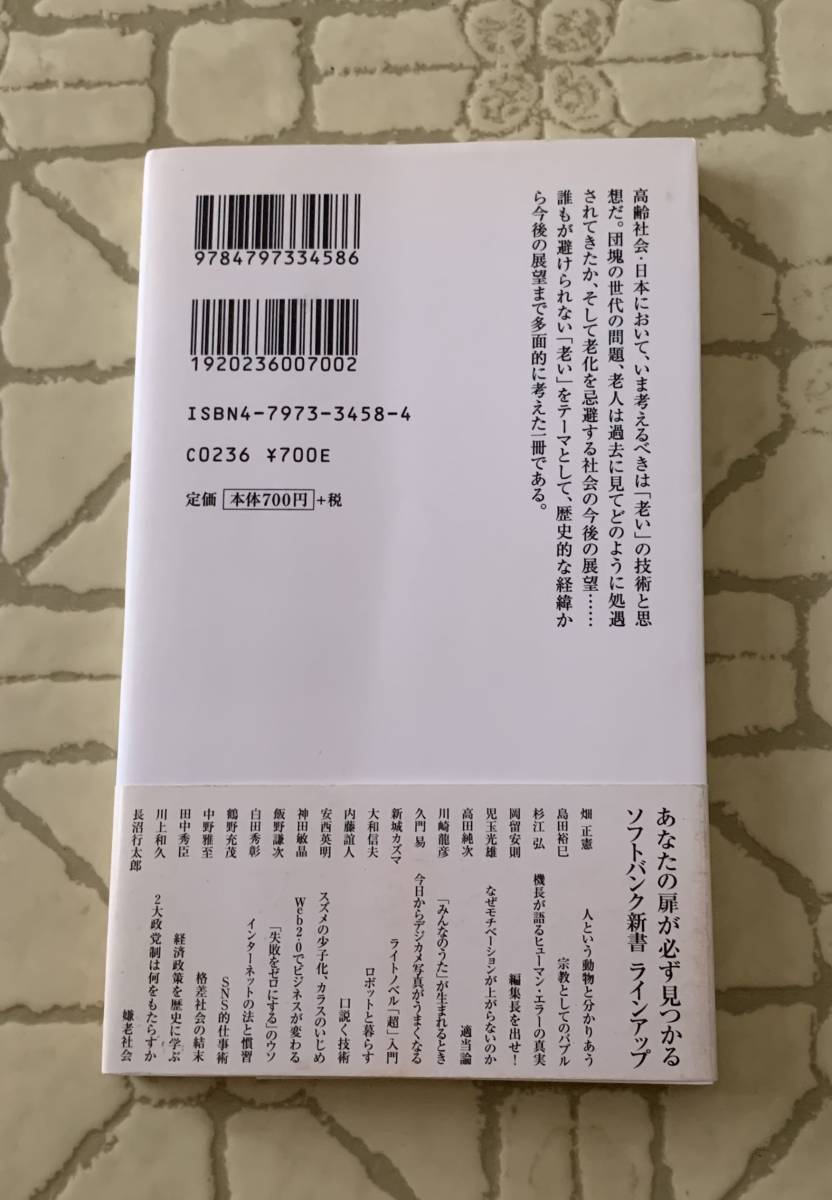 高齢社会・日本において、いま考えるべきは「老い」の技術と思
想だ。団塊の世代の問題、老人は過去に見てどのように処遇
されてきたか、そして老化を忌避する社会の今後の展望……
誰もが避けられない「老い」をテーマとして、歴史的な経緯か
ら今後の展望まで多面的に考えた一冊である。
9784797334586
1920236007002
ISBN4-7973-3458-4
C0236 ¥700E
定価 本体700円 +税
あなたの扉が必ず見つかる
ソフトバンク新書 ラインアップ
畑 正憲 人という動物と分かりあう
島田裕巳 宗教としてのバブル
杉江 弘 機長が語るヒューマン・エラーの真実
岡留安則 編集長を出せ!
児玉光雄 なぜモチベーションが上がらないのか
高田純次 適当論
川崎龍彦 「みんなのうた」が生まれるとき
久門 易 今日からデジカメ写真がうまくなる
新城カズマ ライトノベル「超」入門
大和信夫 ロボットと暮らす
内藤誼人 口説く技術
安西英明 スズメの少子化、カラスのいじめ
神田敏晶 Web2.0でビジネスが変わる
飯野謙次 「失敗をゼロにする」のウソ
白田秀彰 インターネットの法と慣習
鶴野充茂 SNS的仕事術
中野雅至 格差社会の結末
田中秀臣 経済政策を歴史に学ぶ
川上和久 2大政党制は何をもたらすか
長沼行太郎 嫌老社会